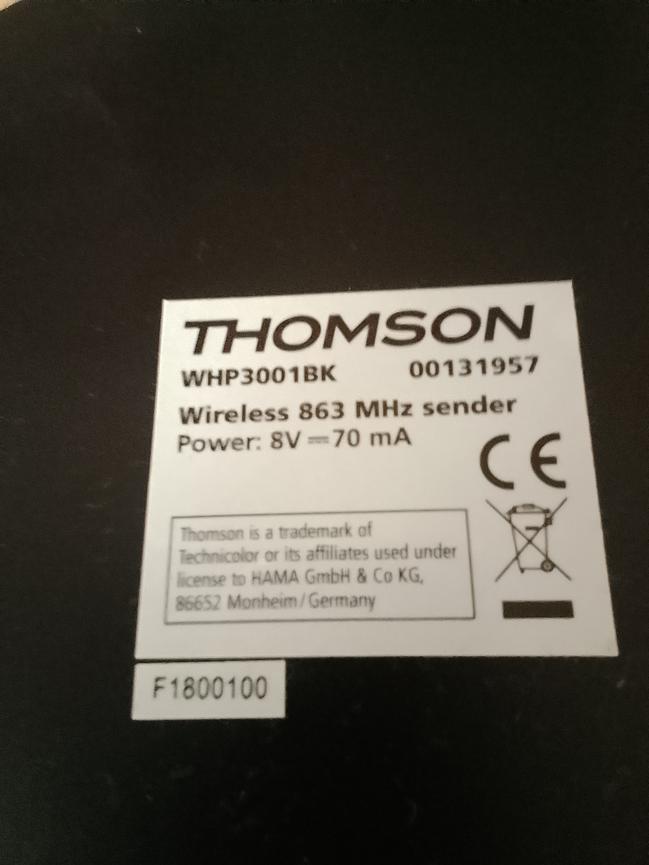 THOMSON
WHP3001BK 00131957
Wireless 863 MHz sender
Power: 8V ⎓ 70 mA
CE
Thomson is a trademark of
Technicolor or its affiliates used under
license to HAMA GmbH & Co KG,
86652 Monheim/Germany
F1800100